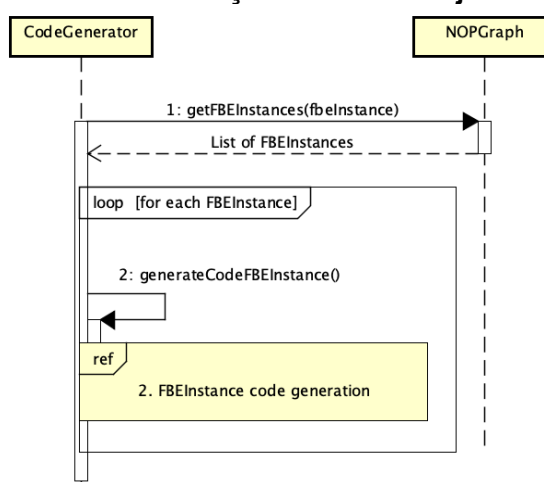 CodeGenerator
NOPGraph
1: getFBEInstances(fbeInstance)
List of FBEInstances
loop [for each FBEInstance]
2: generateCodeFBEInstance()
ref
2. FBEInstance code generation